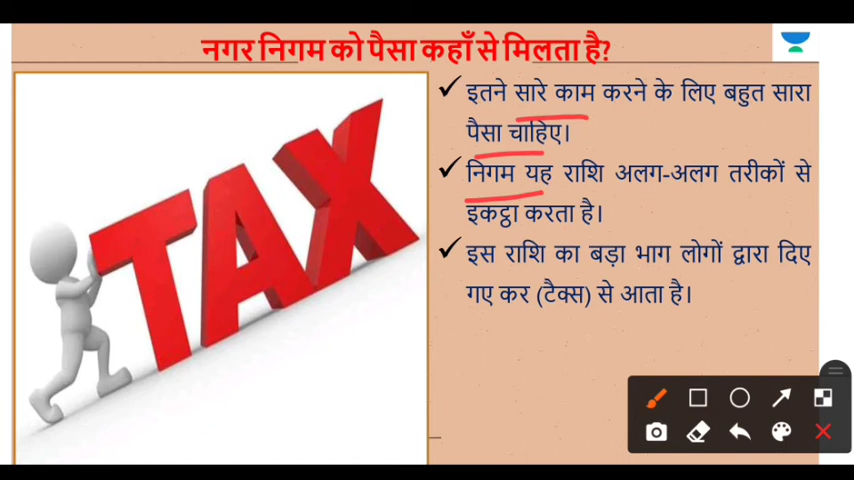 नगर निगम को पैसा कहाँ से मिलता है?
इतने सारे काम करने के लिए बहुत सारा
पैसा चाहिए।
निगम यह राशि अलग-अलग तरीकों से
इकट्ठा करता है।
इस राशि का बड़ा भाग लोगों द्वारा दिए
गए कर (टैक्स) से आता है।
TAX